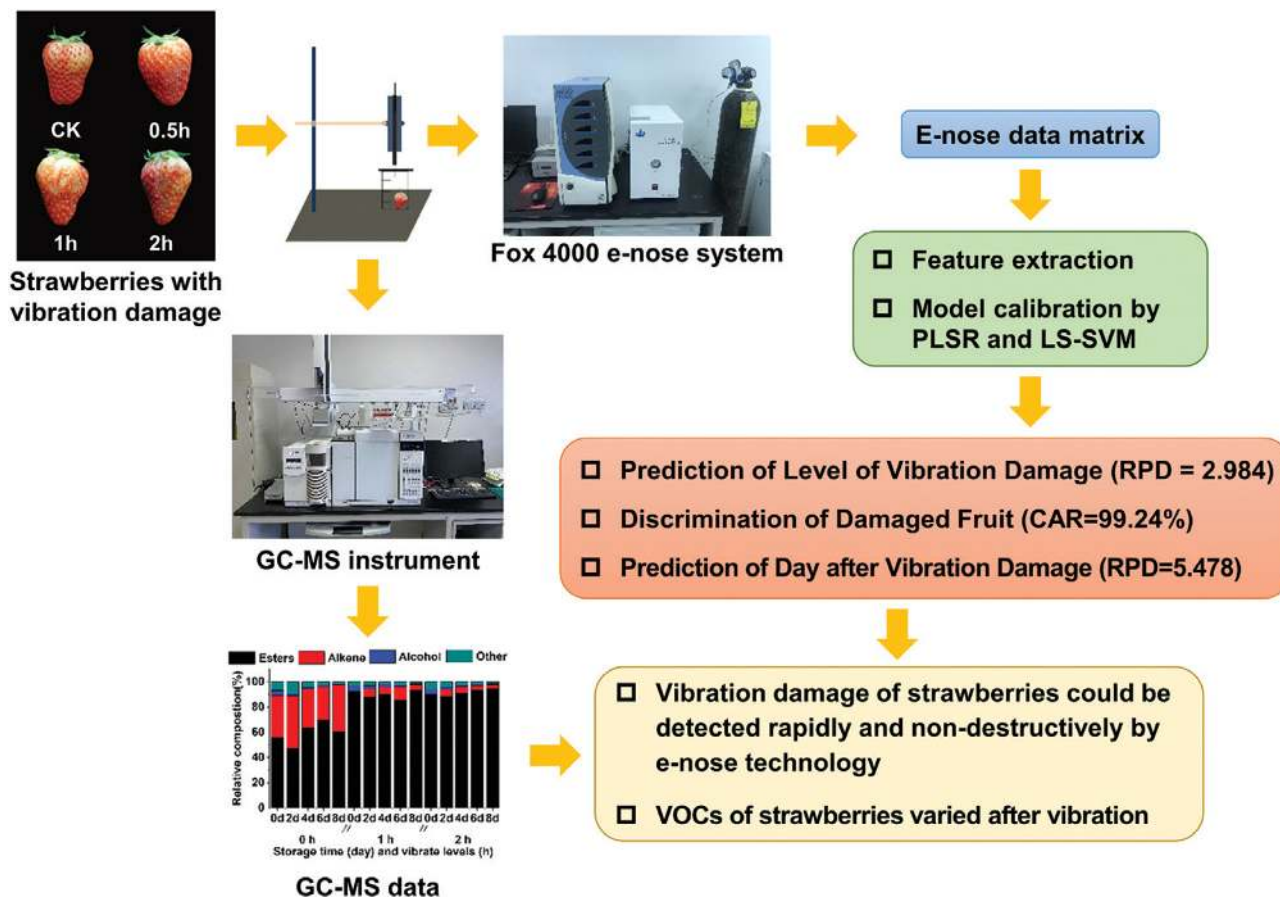 CK
0.5h
1h
2h
Strawberries with
vibration damage
Fox 4000 e-nose system
E-nose data matrix
☐ Feature extraction
☐ Model calibration by
PLSR and LS-SVM
GC-MS instrument
☐ Prediction of Level of Vibration Damage (RPD = 2.984)
☐ Discrimination of Damaged Fruit (CAR=99.24%)
☐ Prediction of Day after Vibration Damage (RPD=5.478)
Esters Alkene Alcohol Other
Relative compostion(%)
100
80
60
40
20
0
0d 2d 4d 6d 8d 0d 2d 4d 6d 8d 0d 2d 4d 6d 8d
// //
0 h 1 h 2 h
Storage time (day) and vibrate levels (h)
GC-MS data
☐ Vibration damage of strawberries could be
detected rapidly and non-destructively by
e-nose technology
☐ VOCs of strawberries varied after vibration